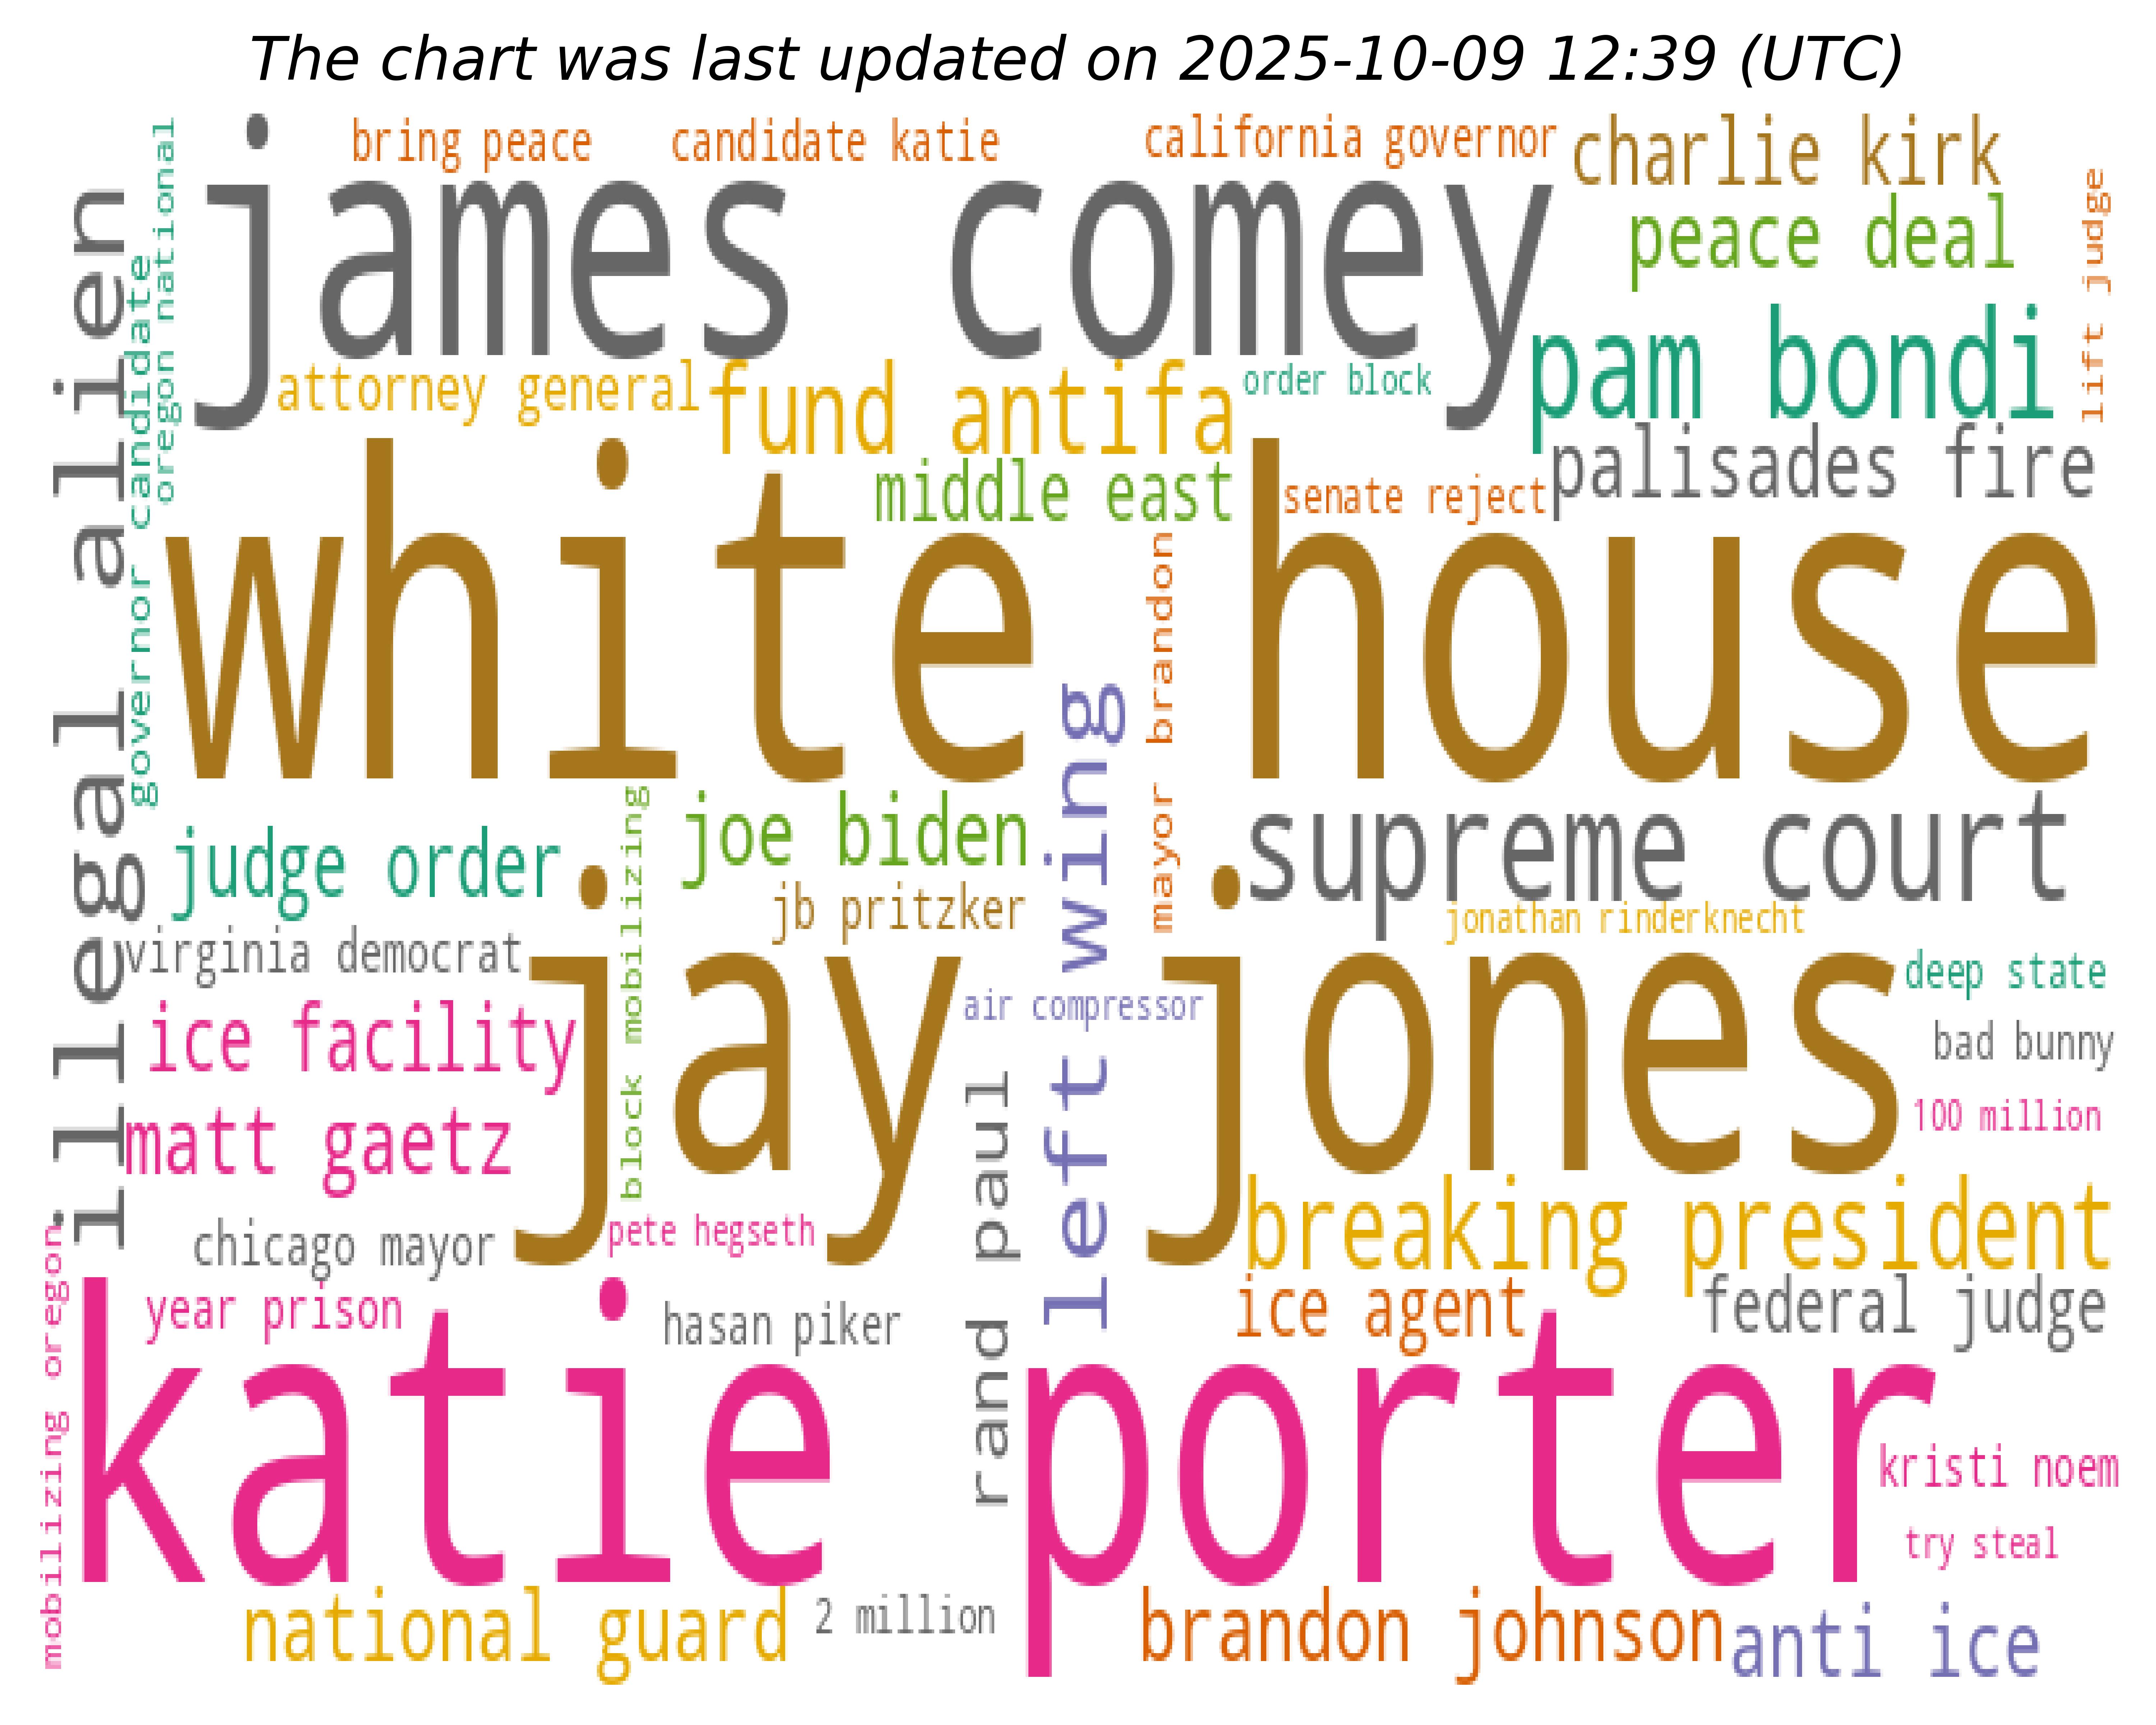 The chart was last updated on 2025-10-09 12:39 (UTC)
bring peace
candidate katie
california governor
charlie kirk
james comey
peace deal
lift judge
oregon national
governor candidate
illegal alien
pam bondi
attorney general
fund antifa
order block
palisades fire
middle east
senate reject
white house
mayor brandon
left wing
joe biden
supreme court
judge order
block mobilizing
jb pritzker
jonathan rinderknecht
virginia democrat
jay jones
deep state
air compressor
ice facility
bad bunny
100 million
matt gaetz
rand paul
breaking president
chicago mayor
pete hegseth
year prison
hasan piker
ice agent
federal judge
mobilizing oregon
katie porter
kristi noem
try steal
national guard
2 million
brandon johnson
anti ice